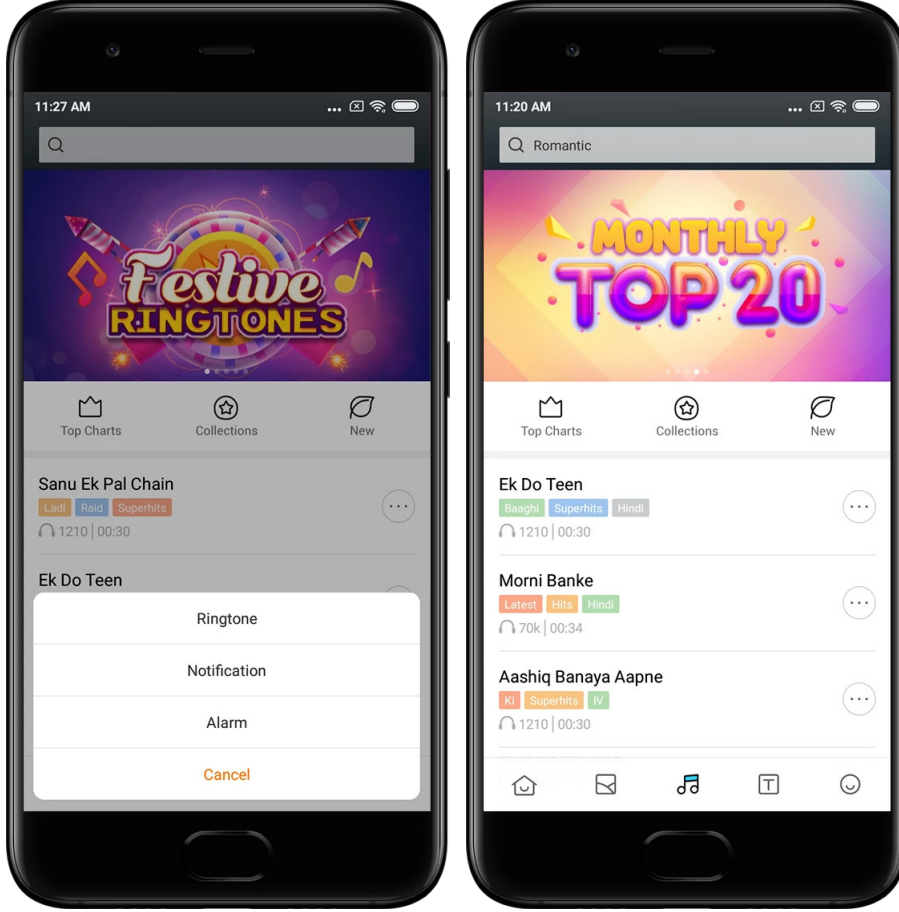 11:27 AM
Festive
RINGTONES
Top Charts
Collections
New
Sanu Ek Pal Chain
Ladi Raid Superhits
1210 | 00:30
Ek Do Teen
Ringtone
Notification
Alarm
Cancel
11:20 AM
Romantic
MONTHLY
TOP 20
Top Charts
Collections
New
Ek Do Teen
Baaghi Superhits Hindi
1210 | 00:30
Morni Banke
Latest Hits Hindi
70k | 00:34
Aashiq Banaya Aapne
Ki Superhits IV
1210 | 00:30
T